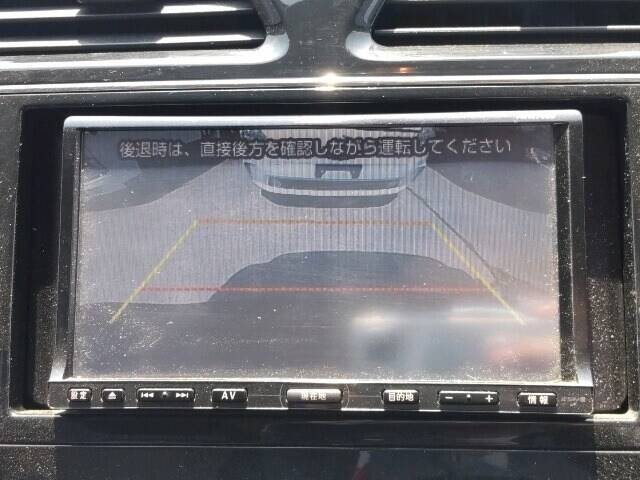 後退時は、直接後方を確認しながら運転してください
設定 AV 現在地 目的地 − + 情報